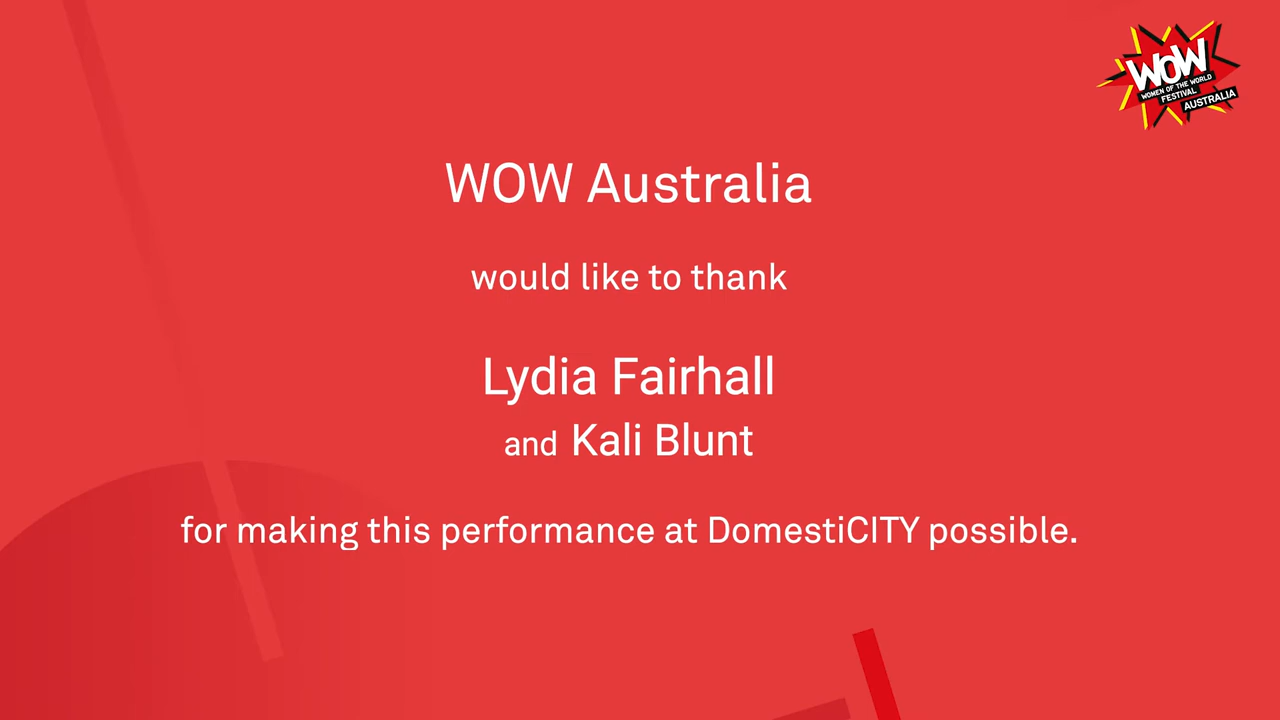 WOW
WOMEN OF THE WORLD
FESTIVAL
AUSTRALIA
WOW Australia
would like to thank
Lydia Fairhall
and Kali Blunt
for making this performance at DomestiCITY possible.